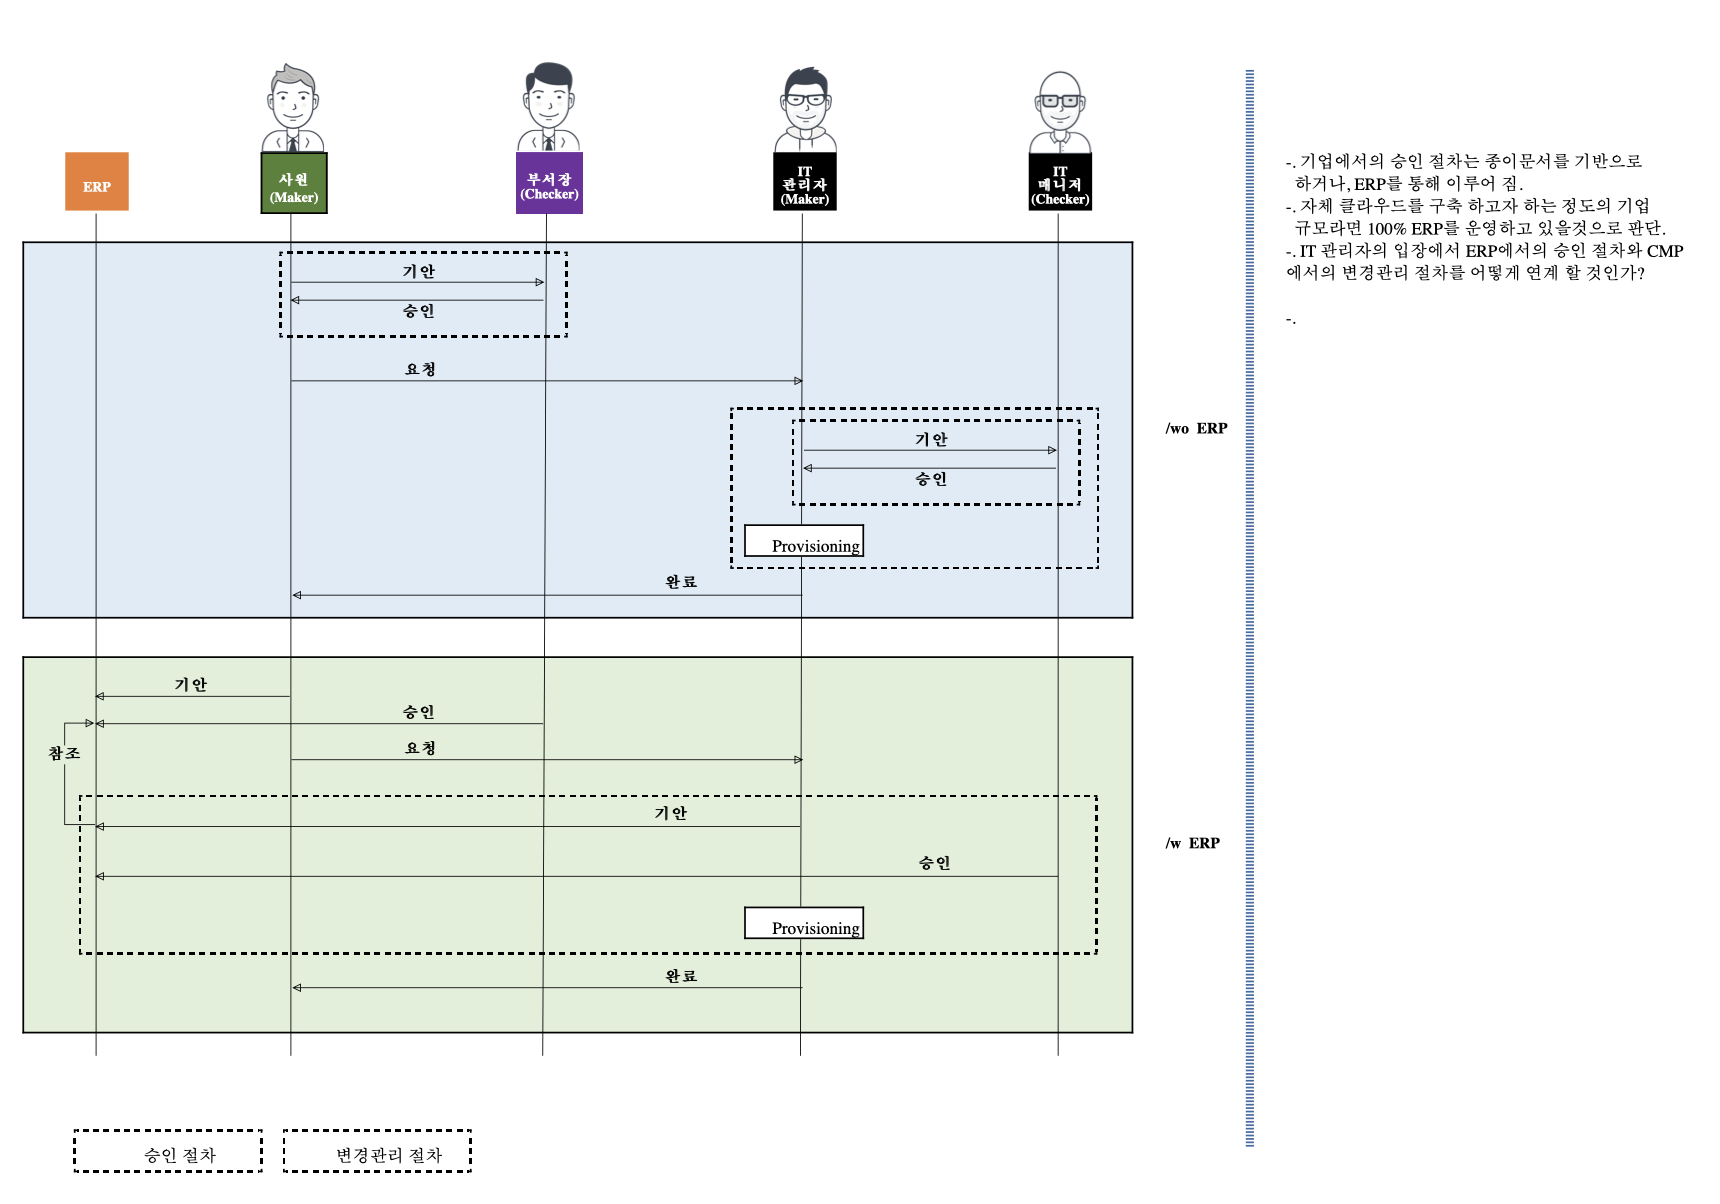 ERP
사원
(Maker)
부서장
(Checker)
IT
관리자
(Maker)
IT
매니저
(Checker)
기안
승인
요청
기안
승인
Provisioning
완료
/wo ERP
기안
승인
참조
요청
기안
승인
Provisioning
완료
/w ERP
승인 절차
변경관리 절차
-. 기업에서의 승인 절차는 종이문서를 기반으로
하거나, ERP를 통해 이루어 짐.
-. 자체 클라우드를 구축 하고자 하는 정도의 기업
규모라면 100% ERP를 운영하고 있을것으로 판단.
-. IT 관리자의 입장에서 ERP에서의 승인 절차와 CMP
에서의 변경관리 절차를 어떻게 연계 할 것인가?
-.